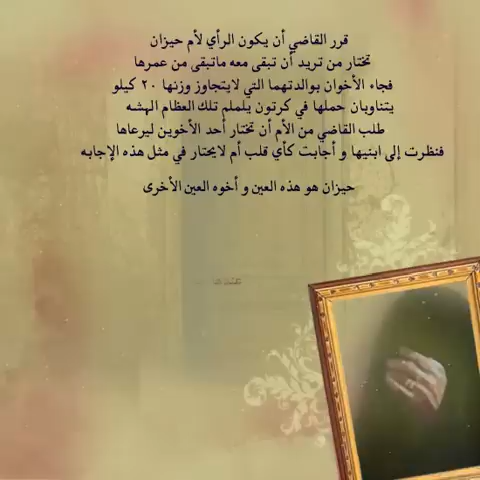 قرر القاضي أن يكون الرأي لأم حيزان
تختار من تريد أن تبقى معه ماتبقى من عمرها
فجاء الأخوان بوالدتهما التي لايتجاوز وزنها ٢٠ كيلو
يتناوبان حملها في كرتون يلملم تلك العظام الهشه
طلب القاضي من الأم أن تختار أحد الأخوين ليرعاها
فنظرت إلى ابنيها و أجابت كأي قلب أم لايحتار في مثل هذه الإجابه
حيزان هو هذه العين و أخوه العين الأخرى